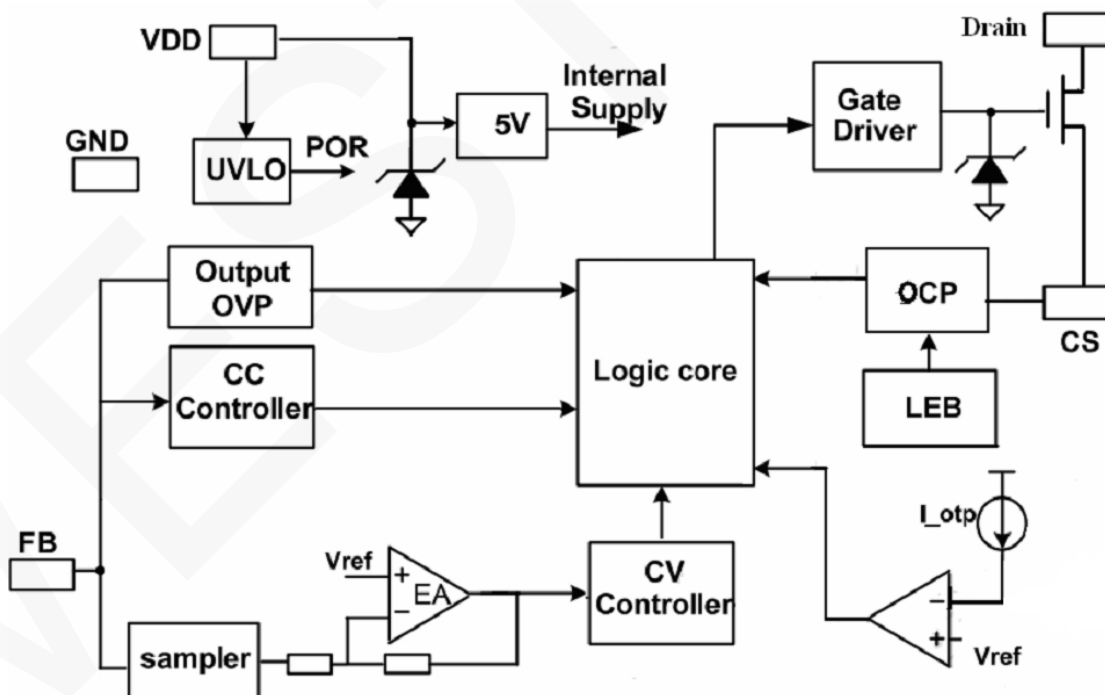 VDD
Drain
Internal
Supply
5V
Gate
Driver
GND
UVLO
POR
Output
OVP
OCP
CS
CC
Controller
Logic core
LEB
I_otp
FB
Vref
+
EA
−
CV
Controller
−
+
Vref
sampler